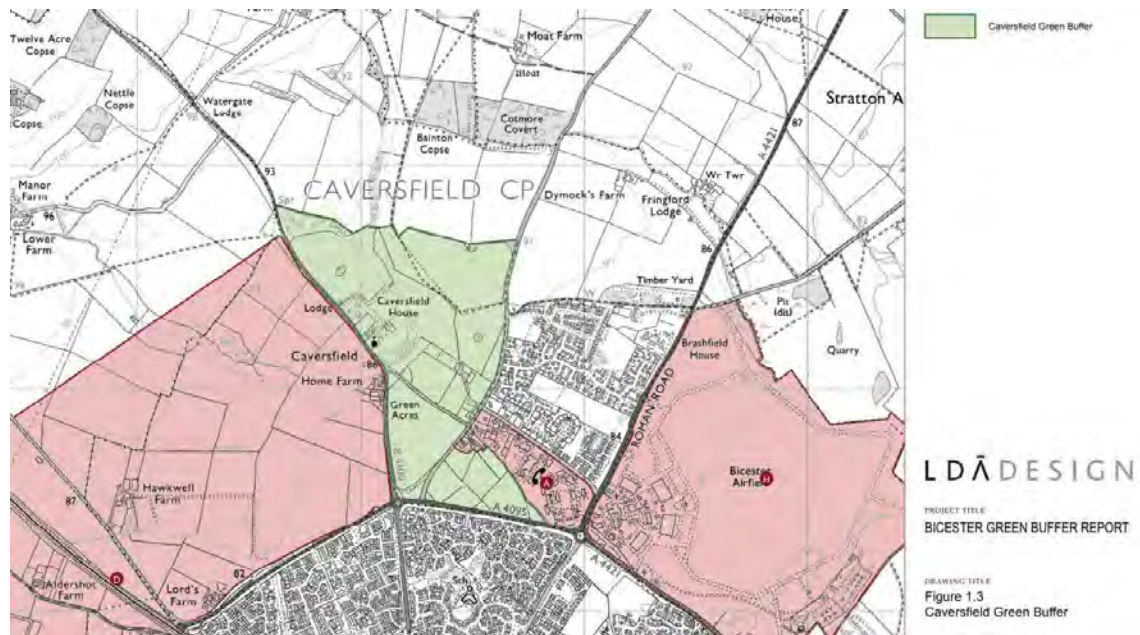 Twelve Acre
Copse
Nettle
Copse
Copse
Watergate
Lodge
Moat Farm
Moat
House
Bainton
Copse
Cotmore
Covert
97
92
Stratton A
87
A 4421
93
CAVERSFIELD CP
Dymock's Farm
Wr Twr
Fringford
Lodge
Manor
Farm
96
Lower
Farm
86
Timber Yard
Pit
(dis)
Quarry
Lodge
Caversfield
House
Brashfield
House
Caversfield
86
Home Farm
Green
Acres
ROMAN ROAD
84
Bicester
Airfield
H
A
Hawkwell
Farm
87
A 4095
D
Aldershot
Farm
Lord's
Farm
82
Sch
Caversfield Green Buffer
LDĀDESIGN
PROJECT TITLE
BICESTER GREEN BUFFER REPORT
DRAWING TITLE
Figure 1.3
Caversfield Green Buffer